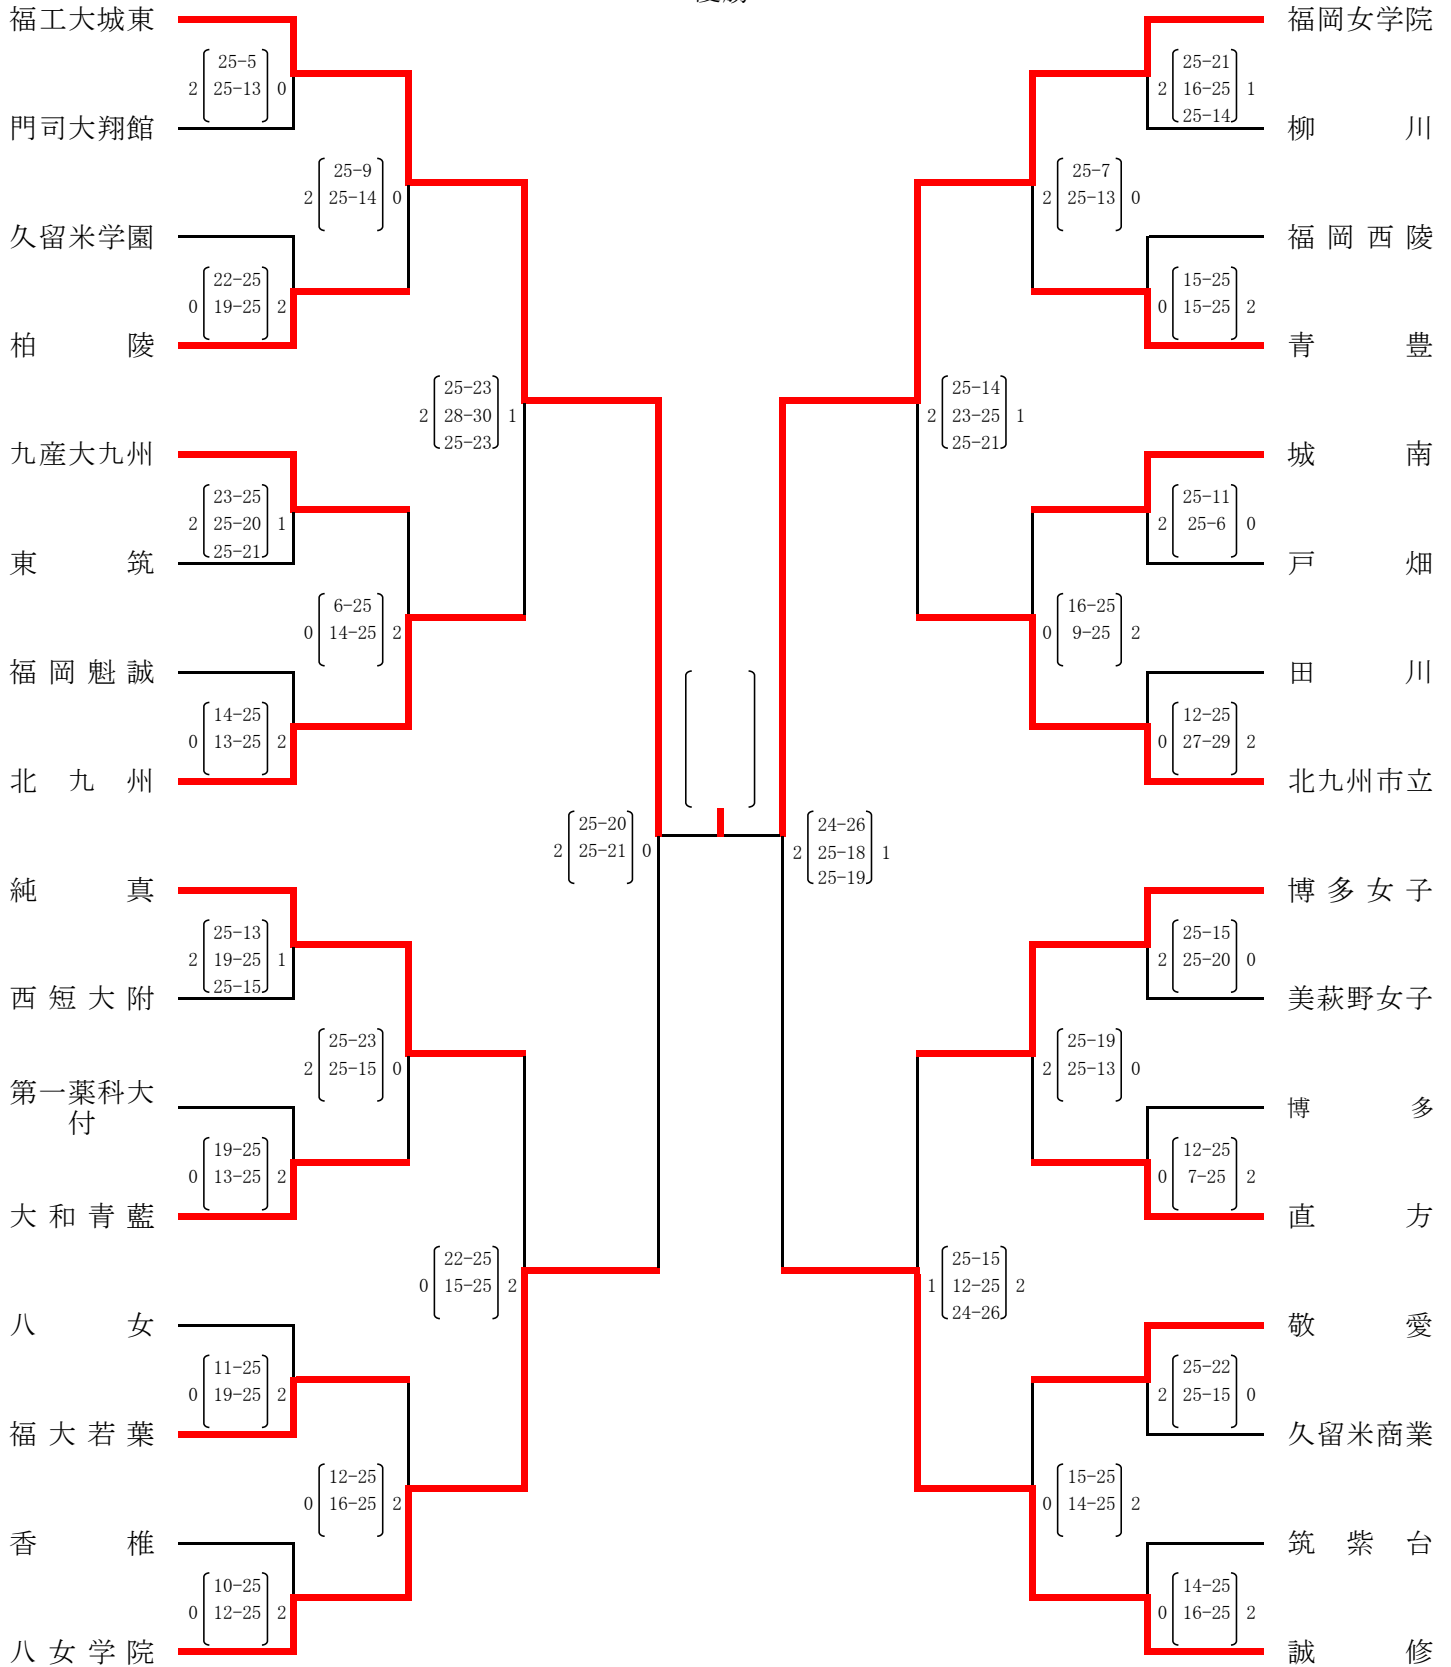 福工大城東
25-5
2 25-13 0
門司大翔館
25-9
2 25-14 0
久留米学園
22-25
0 19-25 2
柏陵
25-23
2 28-30 1
25-23
九産大九州
23-25
2 25-20 1
25-21
東筑
6-25
0 14-25 2
福岡魁誠
14-25
0 13-25 2
北九州
25-20
2 25-21 0
純真
25-13
2 19-25 1
25-15
西短大附
25-23
2 25-15 0
第一薬科大
付
19-25
0 13-25 2
大和青藍
22-25
0 15-25 2
八女
11-25
0 19-25 2
福大若葉
12-25
0 16-25 2
香椎
10-25
0 12-25 2
八女学院
福岡女学院
25-21
2 16-25 1
25-14
柳川
25-7
2 25-13 0
福岡西陵
15-25
0 15-25 2
青豊
25-14
2 23-25 1
25-21
城南
25-11
2 25-6 0
戸畑
16-25
0 9-25 2
田川
12-25
0 27-29 2
北九州市立
24-26
2 25-18 1
25-19
博多女子
25-15
2 25-20 0
美萩野女子
25-19
2 25-13 0
博多
12-25
0 7-25 2
直方
25-15
1 12-25 2
24-26
敬愛
25-22
2 25-15 0
久留米商業
15-25
0 14-25 2
筑紫台
14-25
0 16-25 2
誠修